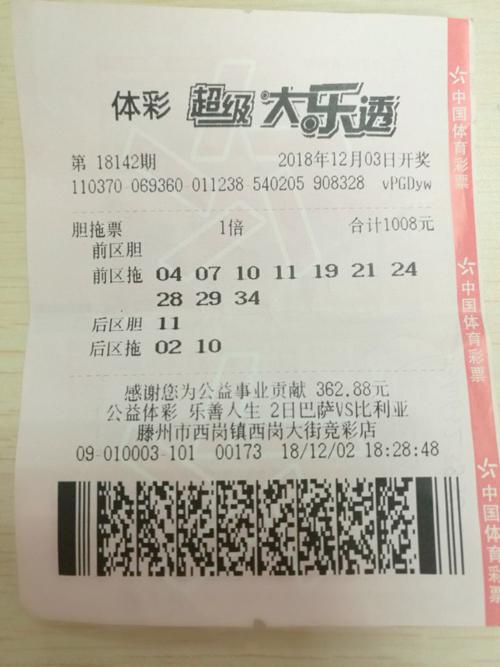 体彩 超级大乐透
第 18142期 2018年12月03日开奖
110370-069360-011238-540205 908328 vPGDyw
胆拖票 1倍 合计1008元
前区胆
前区拖 04 07 10 11 19 21 24
28 29 34
后区胆 11
后区拖 02 10
感谢您为公益事业贡献 362.88元
公益体彩 乐善人生 2日巴萨VS比利亚
滕州市西岗镇西岗大街竞彩店
09-010003-101 00173 18/12/02 18:28:48
中国体育彩票
中国体育彩票
中国体育彩票